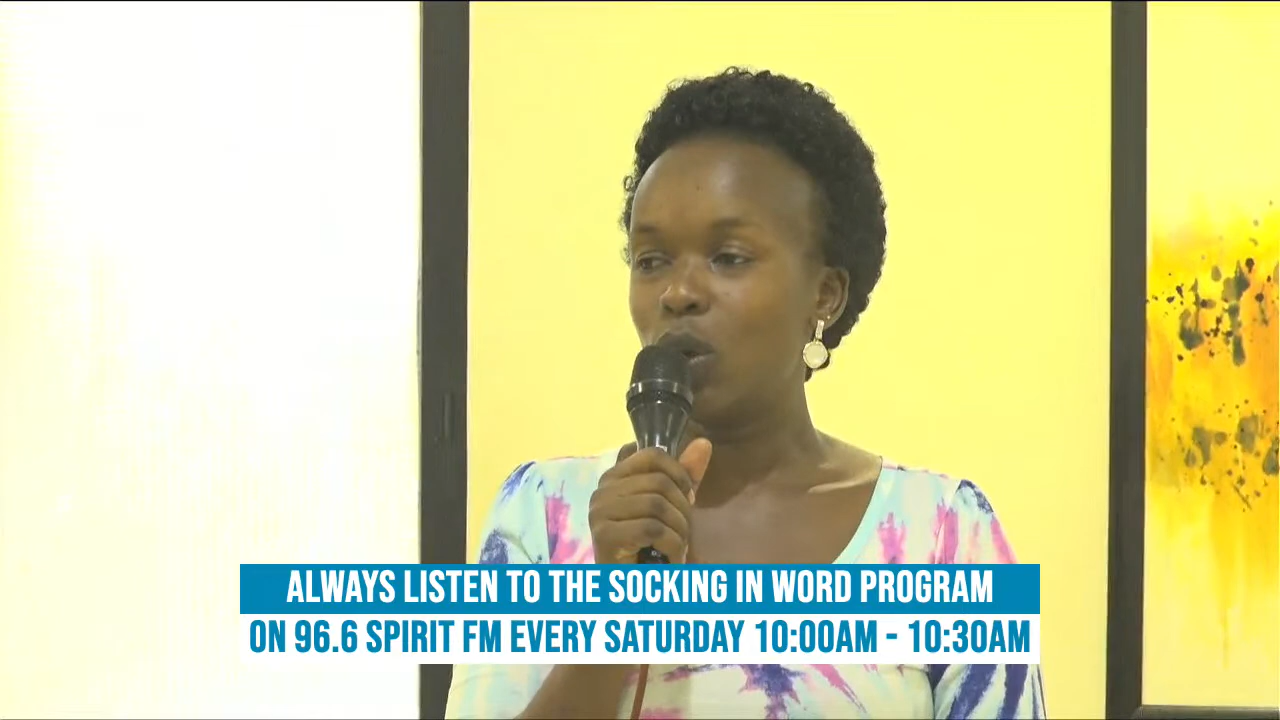 ALWAYS LISTEN TO THE SOCKING IN WORD PROGRAM
ON 96.6 SPIRIT FM EVERY SATURDAY 10:00AM - 10:30AM